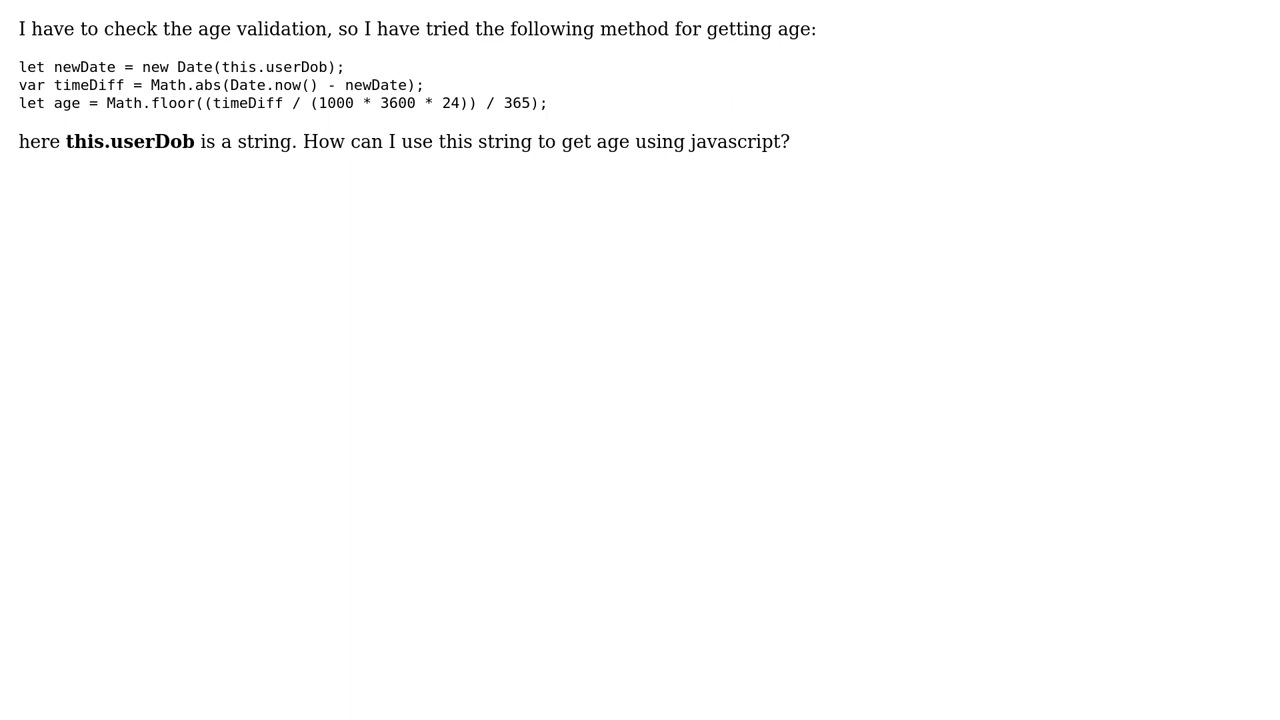 I have to check the age validation, so I have tried the following method for getting age:
let newDate = new Date(this.userDob);
var timeDiff = Math.abs(Date.now() - newDate);
let age = Math.floor((timeDiff / (1000 * 3600 * 24)) / 365);
here this.userDob is a string. How can I use this string to get age using javascript?